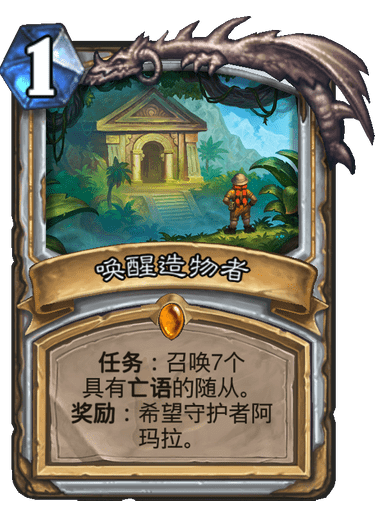 1
唤醒造物者
任务：召唤7个
具有亡语的随从。
奖励：希望守护者阿
玛拉。